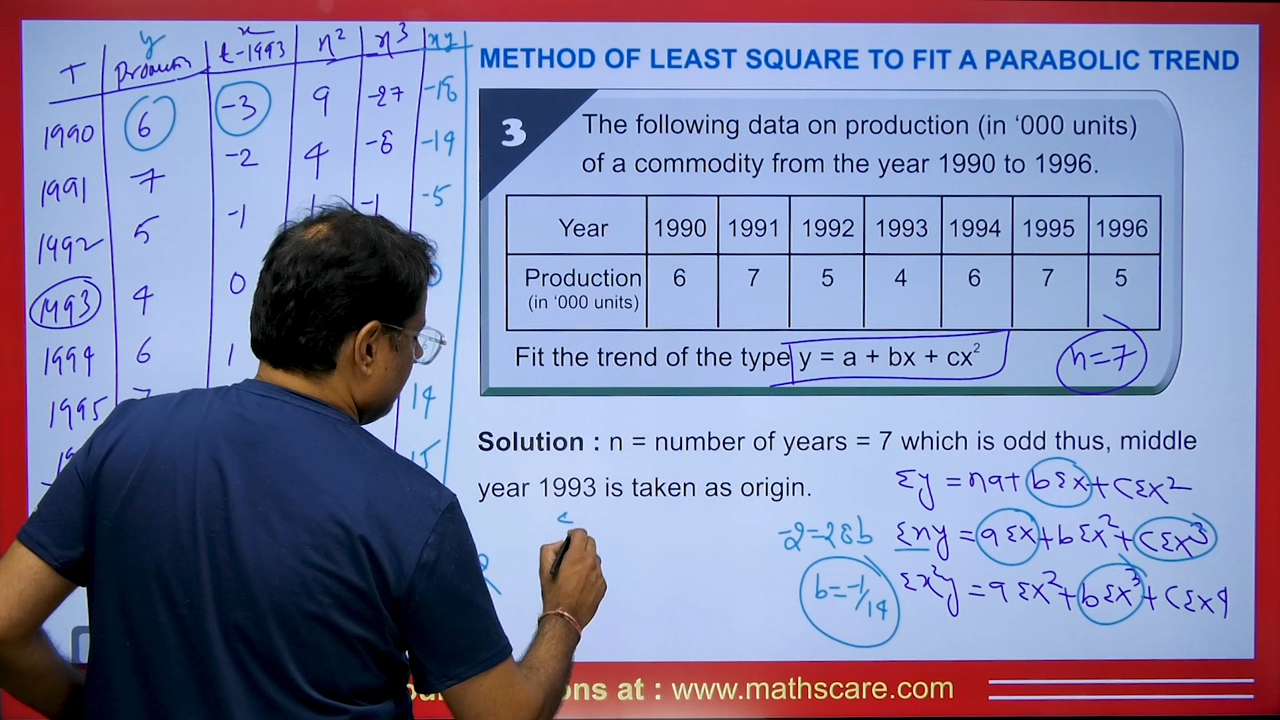 METHOD OF LEAST SQUARE TO FIT A PARABOLIC TREND
3
The following data on production (in ‘000 units)
of a commodity from the year 1990 to 1996.
Year 1990 1991 1992 1993 1994 1995 1996
Production 6 7 5 4 6 7 5
(in ‘000 units)
Fit the trend of the type y = a + bx + cx²
n=7
Solution : n = number of years = 7 which is odd thus, middle
year 1993 is taken as origin.
Σy = na + bΣx + CΣx²
Σxy = aΣx + bΣx² + CΣx³
Σx²y = aΣx² + bΣx³ + CΣx4
-2=28b
b=-1/14
y x
T Production t-1993 x² x³ xy
1990 6 -3 9 -27 -18
1991 7 -2 4 -8 -14
1992 5 -1 -1 -5
1993 4 0
1994 6 1
1995 14
15
ons at : www.mathscare.com